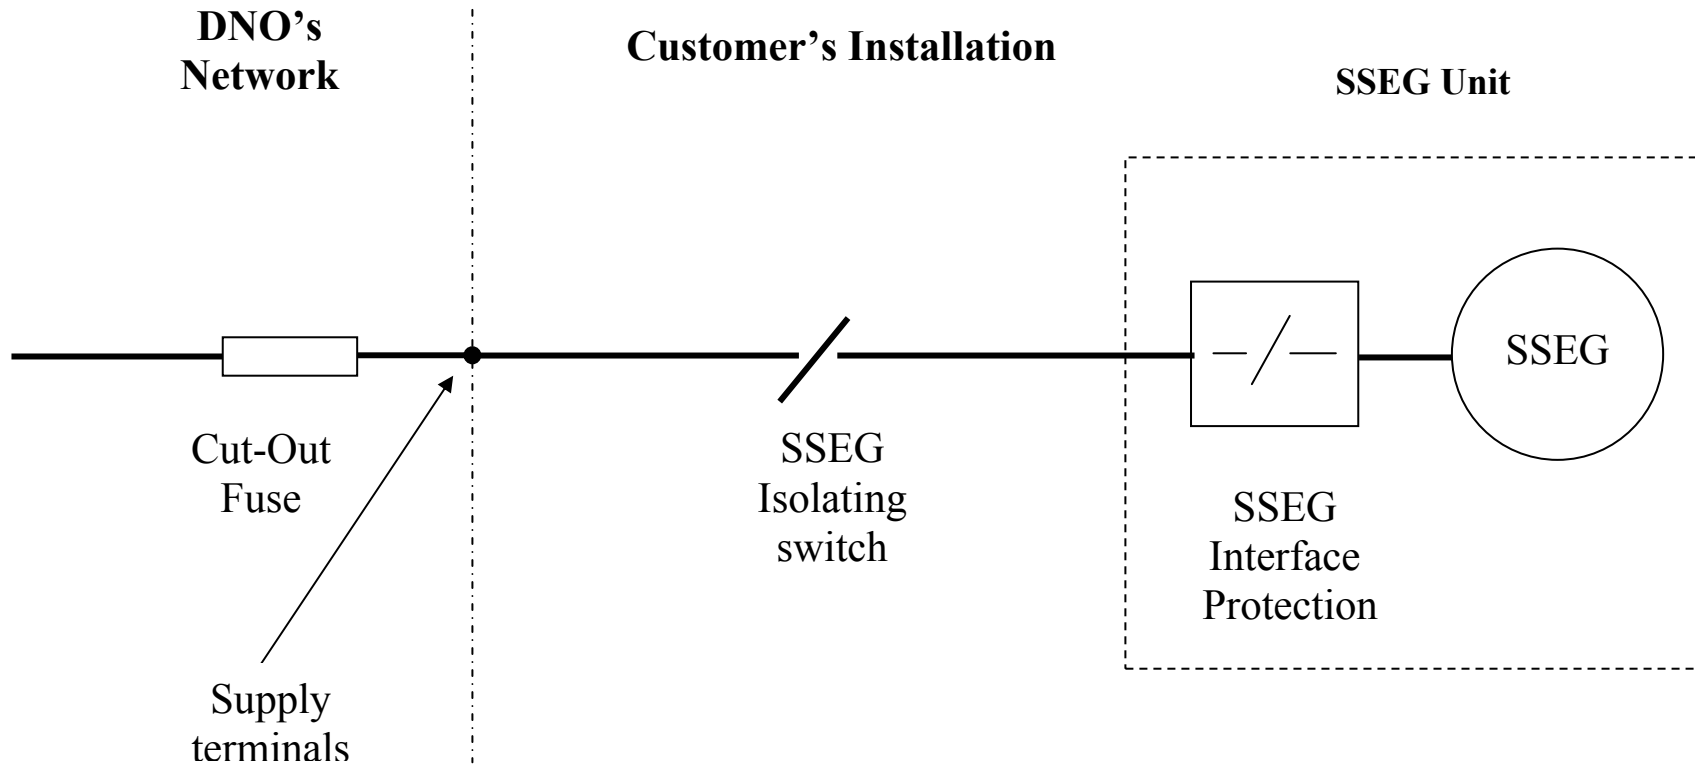 DNO’s
Network
Customer’s Installation
SSEG Unit
SSEG
Cut-Out
Fuse
SSEG
Isolating
switch
SSEG
Interface
Protection
Supply
terminals